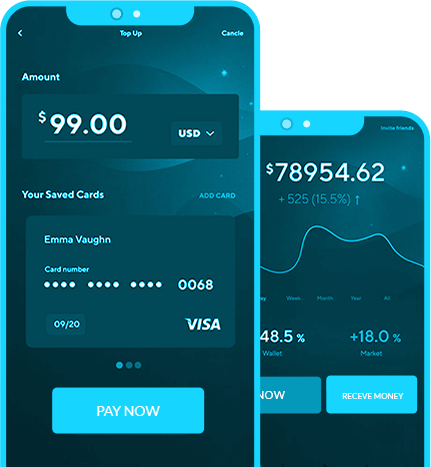 Top Up
Cancle
Amount
$99.00
USD
Your Saved Cards
ADD CARD
Emma Vaughn
Card number
•••• •••• •••• 0068
09/20
VISA
PAY NOW
Invite friends
$78954.62
+ 525 (15.5%) ↑
Week Month Year All
48.5 %
Wallet
+18.0 %
Market
NOW
RECEVE MONEY